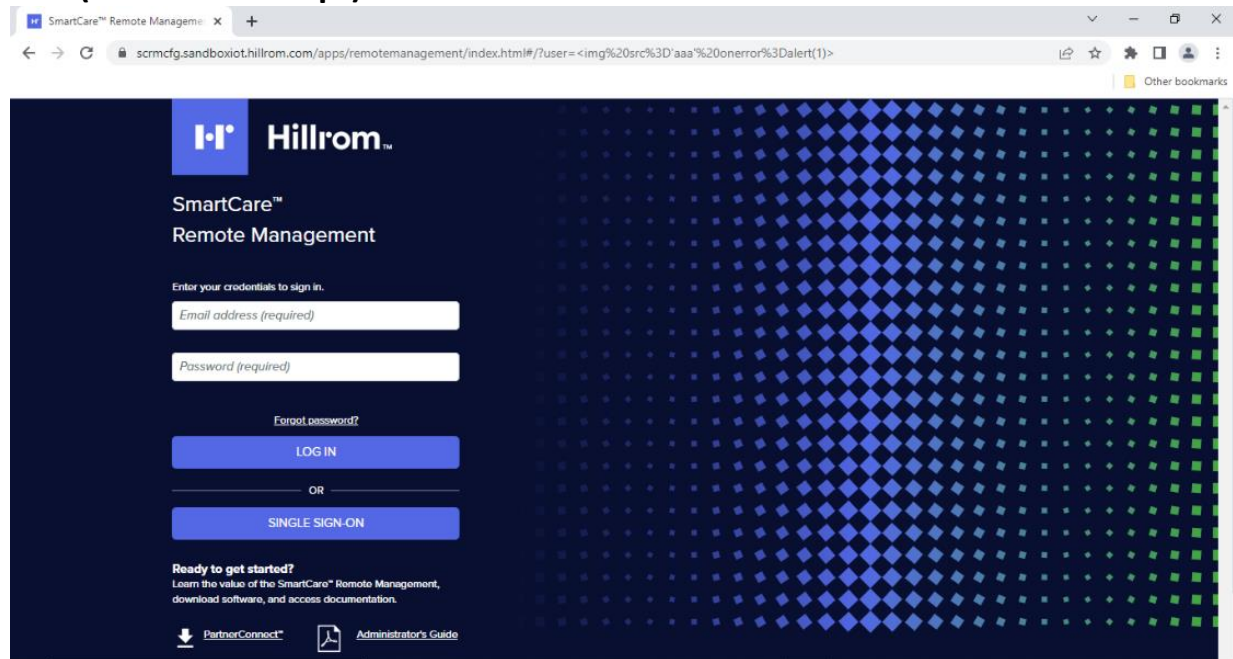 SmartCare™ Remote Manageme
scrmcfg.sandboxiot.hillrom.com/apps/remotemanagement/index.html#/?user=<img%20src%3D'aaa'%20onerror%3Dalert(1)>
Other bookmarks
Hillrom™
SmartCare™
Remote Management
Enter your credentials to sign in.
Email address (required)
Password (required)
Forgot password?
LOG IN
OR
SINGLE SIGN-ON
Ready to get started?
Learn the value of the SmartCare™ Remote Management,
download software, and access documentation.
PartnerConnect™ Administrator's Guide